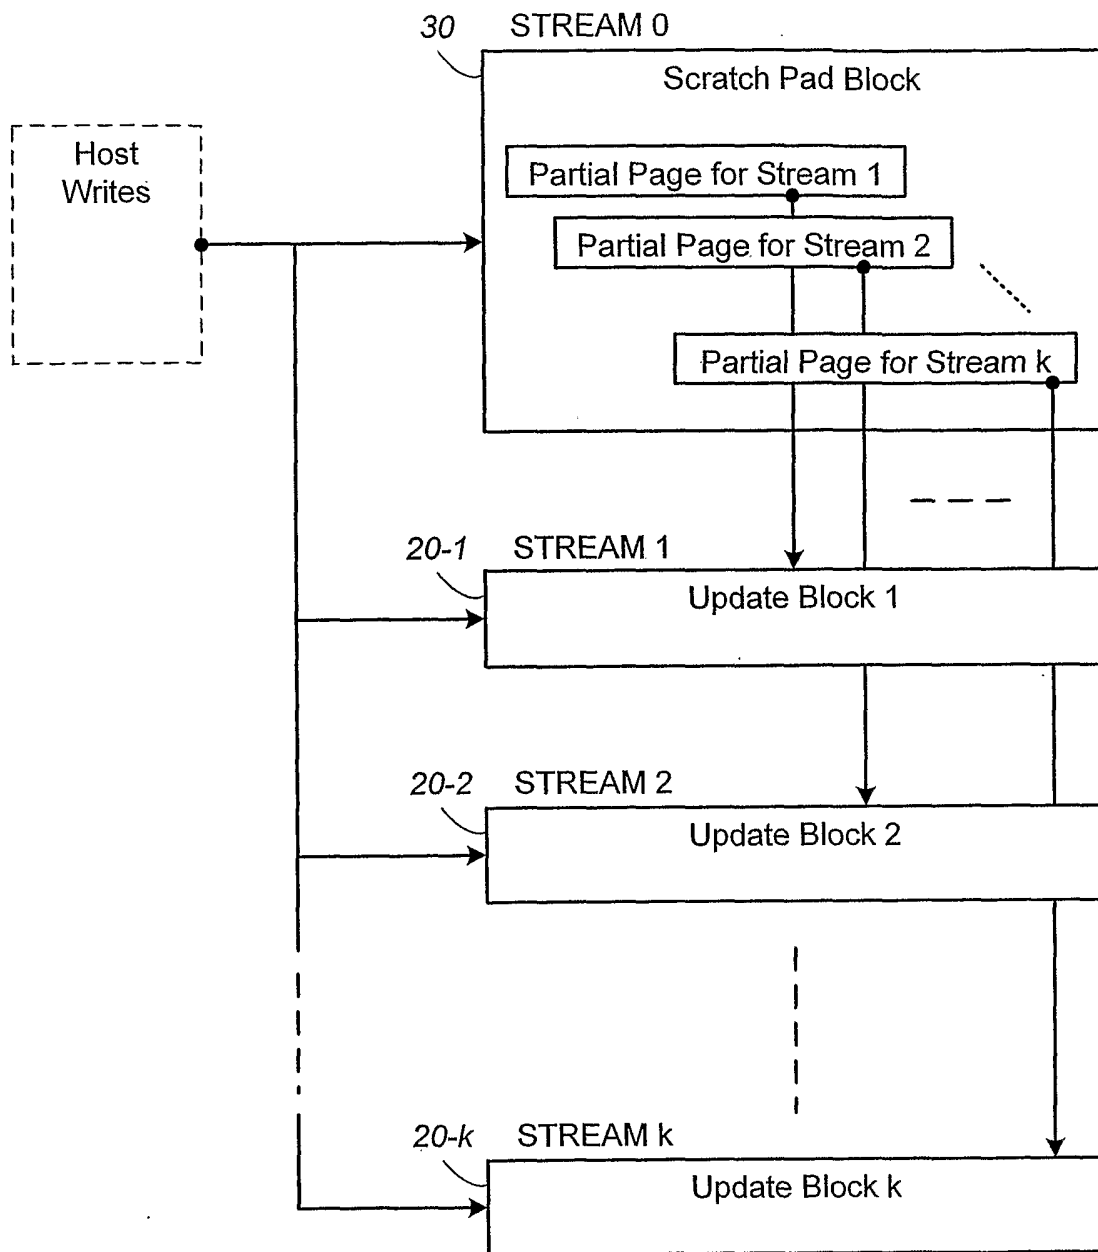 30 STREAM 0
Scratch Pad Block
Host
Writes
Partial Page for Stream 1
Partial Page for Stream 2
Partial Page for Stream k
20-1 STREAM 1
Update Block 1
20-2 STREAM 2
Update Block 2
20-k STREAM k
Update Block k